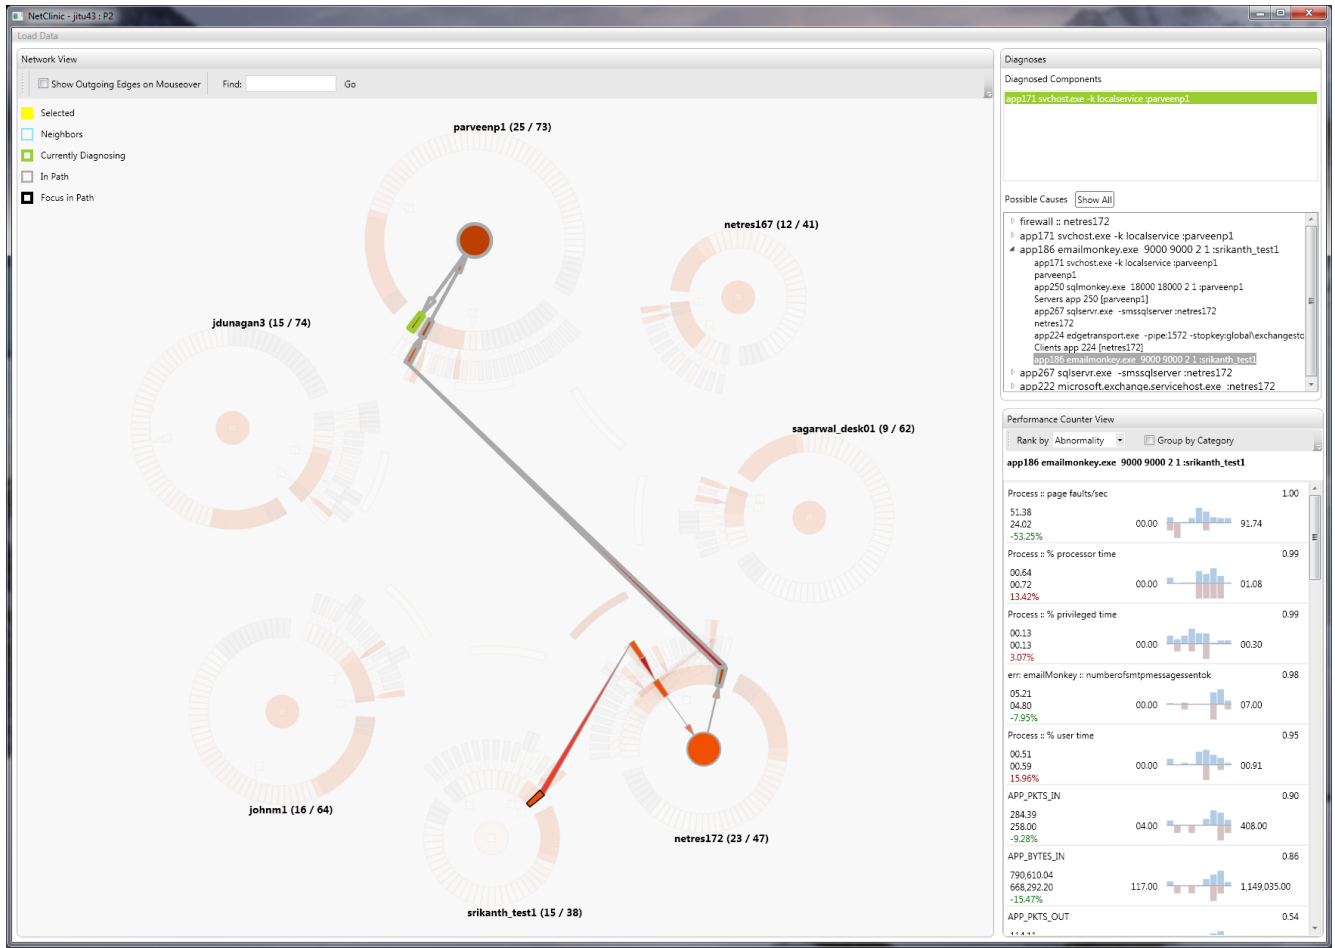 NetClinic - jitu43 : P2
Load Data
Network View
Show Outgoing Edges on Mouseover
Find:
Go
Selected
Neighbors
Currently Diagnosing
In Path
Focus in Path
parveenp1 (25 / 73)
netres167 (12 / 41)
jdunagan3 (15 / 74)
sagarwal_desk01 (9 / 62)
johnm1 (16 / 64)
netres172 (23 / 47)
srikanth_test1 (15 / 38)
Diagnoses
Diagnosed Components
app171 svchost.exe -k localservice :parveenp1
Possible Causes Show All
firewall :: netres172
app171 svchost.exe -k localservice :parveenp1
app186 emailmonkey.exe 9000 9000 2 1 :srikanth_test1
app171 svchost.exe -k localservice :parveenp1
parveenp1
app250 sqlmonkey.exe 18000 18000 2 1 :parveenp1
Servers app 250 [parveenp1]
app267 sqlservr.exe -smssqlserver :netres172
netres172
app224 edgetransport.exe -pipe:1572 -stopkey:global\exchangestc
Clients app 224 [netres172]
app186 emailmonkey.exe 9000 9000 2 1 :srikanth_test1
app267 sqlservr.exe -smssqlserver :netres172
app222 microsoft.exchange.servicehost.exe :netres172
Performance Counter View
Rank by Abnormality Group by Category
app186 emailmonkey.exe 9000 9000 2 1 :srikanth_test1
Process :: page faults/sec 1.00
51.38
24.02 00.00 91.74
-53.25%
Process :: % processor time 0.99
00.64
00.72 00.00 01.08
13.42%
Process :: % privileged time 0.99
00.13
00.13 00.00 00.30
3.07%
err: emailMonkey :: numberofsmtpmessagessentok 0.98
05.21
04.80 00.00 07.00
-7.95%
Process :: % user time 0.95
00.51
00.59 00.00 00.91
15.96%
APP_PKTS_IN 0.90
284.39
258.00 04.00 408.00
-9.28%
APP_BYTES_IN 0.86
790,610.04
668,292.20 117.00 1,149,035.00
-15.47%
APP_PKTS_OUT 0.54